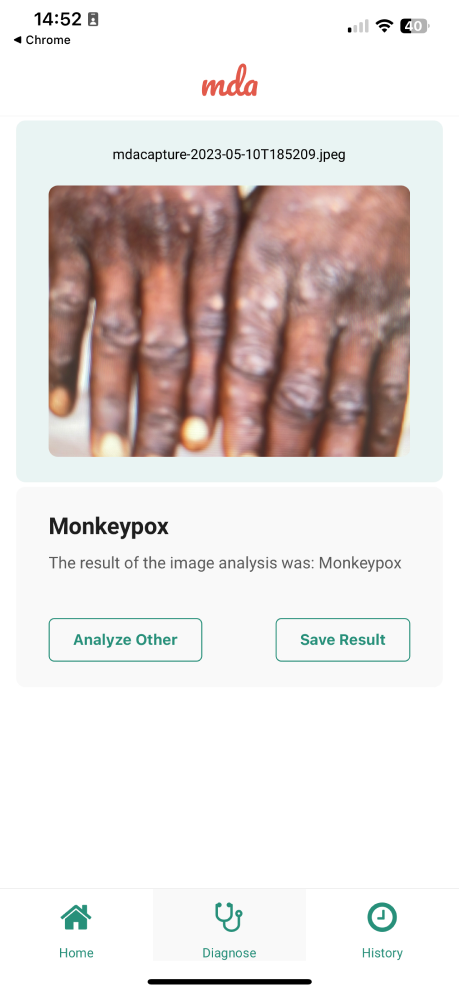 14:52
40
◀ Chrome
mda
mdacapture-2023-05-10T185209.jpeg
Monkeypox
The result of the image analysis was: Monkeypox
Analyze Other
Save Result
Home
Diagnose
History